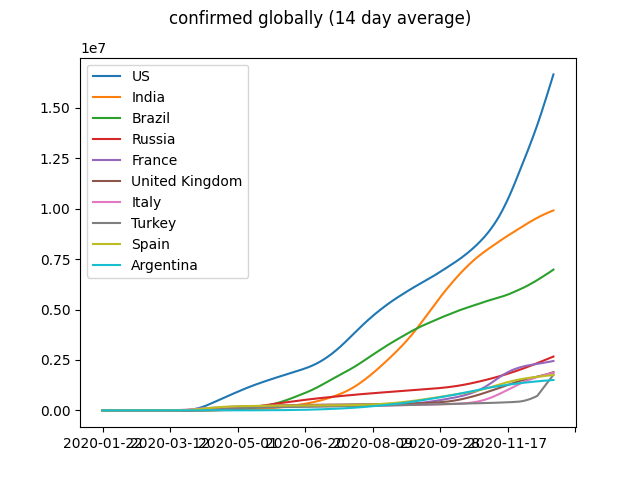 confirmed globally (14 day average)
1e7
1.50
1.25
1.00
0.75
0.50
0.25
0.00
US
India
Brazil
Russia
France
United Kingdom
Italy
Turkey
Spain
Argentina
2020-01-22 2020-03-12 2020-05-01 2020-06-20 2020-08-09 2020-09-28 2020-11-17